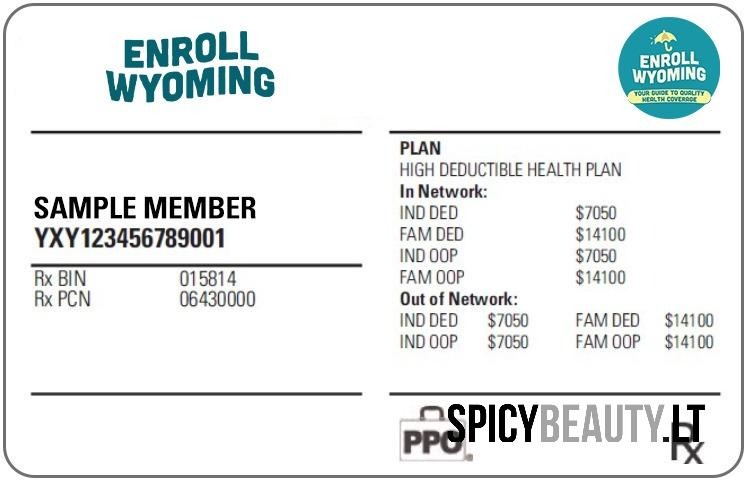 ENROLL
WYOMING
ENROLL
WYOMING
YOUR GUIDE TO QUALITY
HEALTH COVERAGE
SAMPLE MEMBER
YXY123456789001
Rx BIN 015814
Rx PCN 06430000
PLAN
HIGH DEDUCTIBLE HEALTH PLAN
In Network:
IND DED $7050
FAM DED $14100
IND OOP $7050
FAM OOP $14100
Out of Network:
IND DED $7050 FAM DED $14100
IND OOP $7050 FAM OOP $14100
PPO
SPICYBEAUTY.LT
Rx